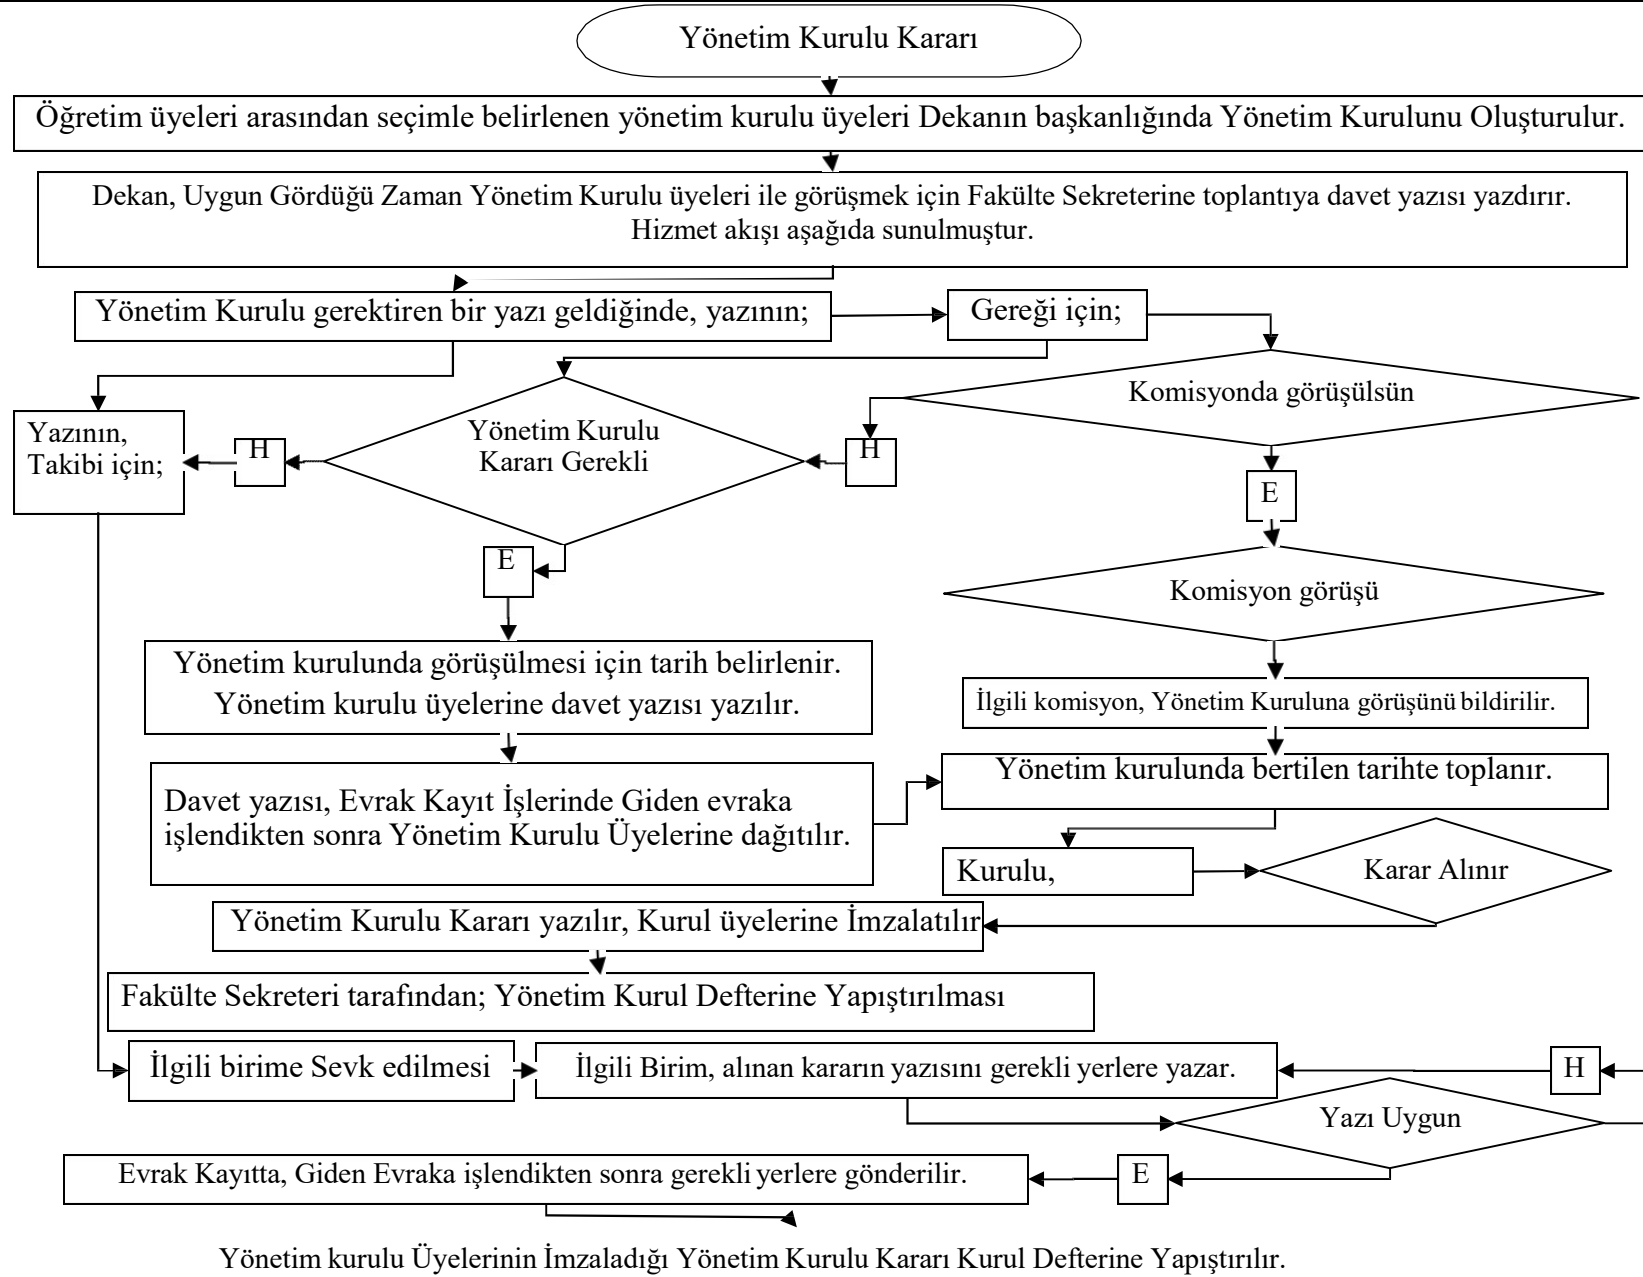 Yönetim Kurulu Kararı
Öğretim üyeleri arasından seçimle belirlenen yönetim kurulu üyeleri Dekanın başkanlığında Yönetim Kurulunu Oluşturulur.
Dekan, Uygun Gördüğü Zaman Yönetim Kurulu üyeleri ile görüşmek için Fakülte Sekreterine toplantıya davet yazısı yazdırır.
Hizmet akışı aşağıda sunulmuştur.
Yönetim Kurulu gerektiren bir yazı geldiğinde, yazının;
Gereği için;
Komisyonda görüşülsün
Yazının,
Takibi için;
H
Yönetim Kurulu
Kararı Gerekli
H
E
E
Komisyon görüşü
Yönetim kurulunda görüşülmesi için tarih belirlenir.
Yönetim kurulu üyelerine davet yazısı yazılır.
İlgili komisyon, Yönetim Kuruluna görüşünü bildirilir.
Yönetim kurulunda bertilen tarihte toplanır.
Davet yazısı, Evrak Kayıt İşlerinde Giden evraka
işlendikten sonra Yönetim Kurulu Üyelerine dağıtılır.
Kurulu,
Karar Alınır
Yönetim Kurulu Kararı yazılır, Kurul üyelerine İmzalatılır
Fakülte Sekreteri tarafından; Yönetim Kurul Defterine Yapıştırılması
İlgili birime Sevk edilmesi
İlgili Birim, alınan kararın yazısını gerekli yerlere yazar.
H
Yazı Uygun
Evrak Kayıtta, Giden Evraka işlendikten sonra gerekli yerlere gönderilir.
E
Yönetim kurulu Üyelerinin İmzaladığı Yönetim Kurulu Kararı Kurul Defterine Yapıştırılır.